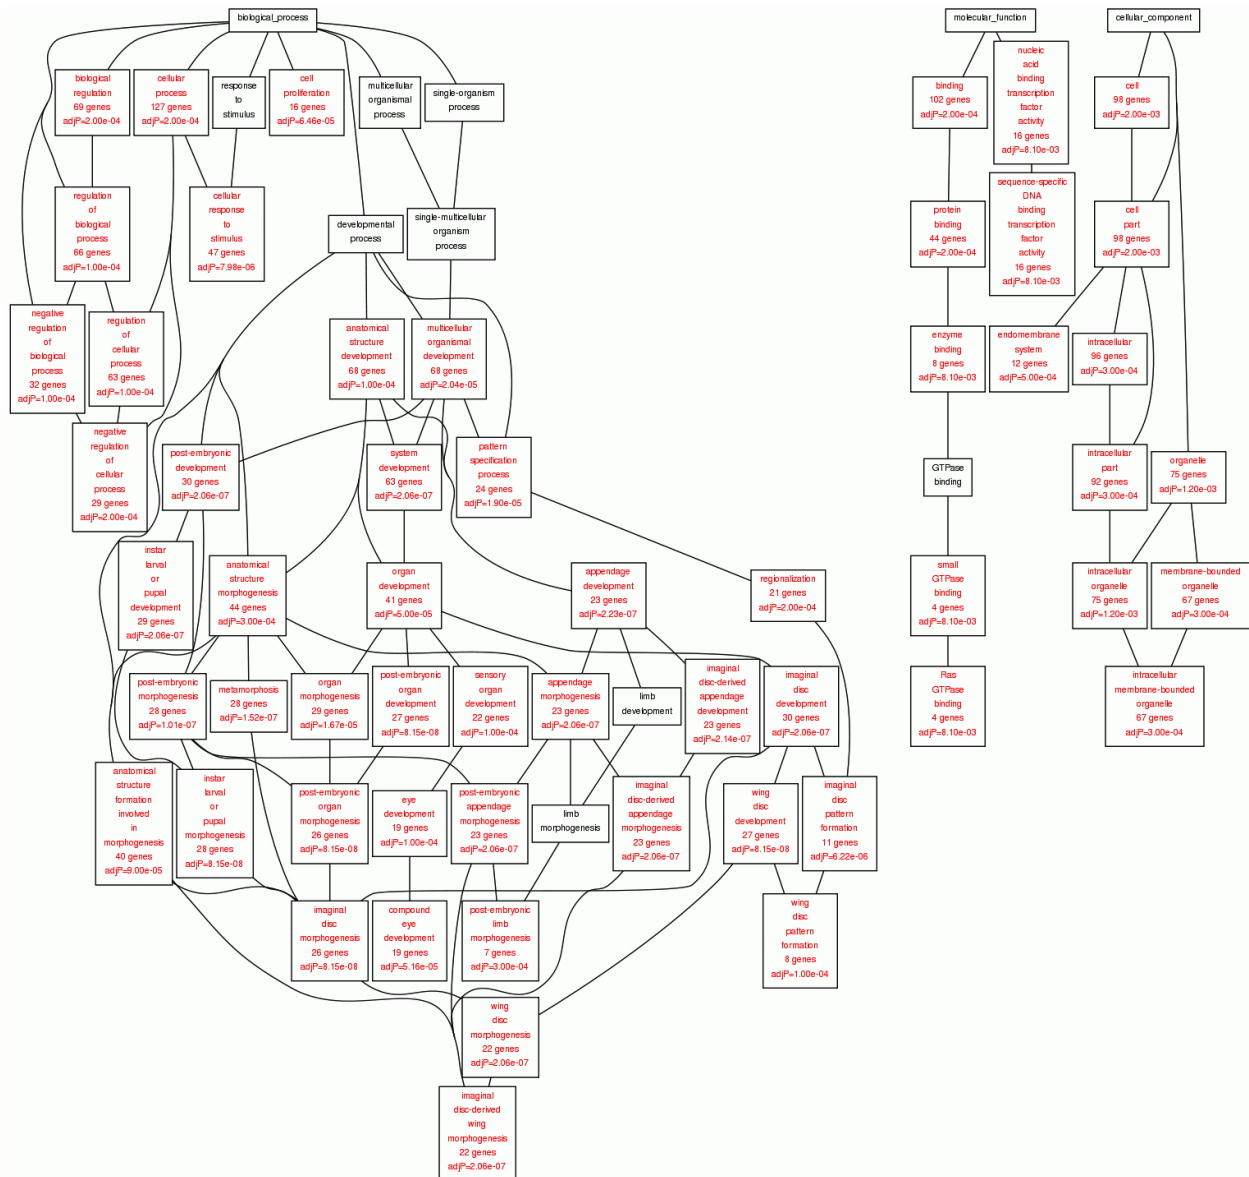 biological_process
molecular_function
cellular_component
biological
regulation
69 genes
adjP=2.00e-04
cellular
process
127 genes
adjP=2.00e-04
response
to
stimulus
cell
proliferation
16 genes
adjP=6.46e-05
multicellular
organismal
process
single-organism
process
binding
102 genes
adjP=2.00e-04
nucleic
acid
binding
transcription
factor
activity
16 genes
adjP=8.10e-03
cell
98 genes
adjP=2.00e-03
regulation
of
biological
process
66 genes
adjP=1.00e-04
cellular
response
to
stimulus
47 genes
adjP=7.98e-06
developmental
process
single-multicellular
organism
process
protein
binding
44 genes
adjP=2.00e-04
sequence-specific
DNA
binding
transcription
factor
activity
16 genes
adjP=8.10e-03
cell
part
98 genes
adjP=2.00e-03
negative
regulation
of
biological
process
32 genes
adjP=1.00e-04
regulation
of
cellular
process
63 genes
adjP=1.00e-04
anatomical
structure
development
68 genes
adjP=1.00e-04
multicellular
organismal
development
68 genes
adjP=2.04e-05
enzyme
binding
8 genes
adjP=8.10e-03
endomembrane
system
12 genes
adjP=5.00e-04
intracellular
96 genes
adjP=3.00e-04
negative
regulation
of
cellular
process
29 genes
adjP=2.00e-04
post-embryonic
development
30 genes
adjP=2.06e-07
system
development
63 genes
adjP=2.06e-07
pattern
specification
process
24 genes
adjP=1.90e-05
GTPase
binding
intracellular
part
92 genes
adjP=3.00e-04
organelle
75 genes
adjP=1.20e-03
instar
larval
or
pupal
development
29 genes
adjP=2.06e-07
anatomical
structure
morphogenesis
44 genes
adjP=3.00e-04
organ
development
41 genes
adjP=5.00e-05
appendage
development
23 genes
adjP=2.23e-07
regionalization
21 genes
adjP=2.00e-04
small
GTPase
binding
4 genes
adjP=8.10e-03
intracellular
organelle
75 genes
adjP=1.20e-03
membrane-bounded
organelle
67 genes
adjP=3.00e-04
post-embryonic
morphogenesis
28 genes
adjP=1.01e-07
metamorphosis
28 genes
adjP=1.52e-07
organ
morphogenesis
29 genes
adjP=1.67e-05
post-embryonic
organ
development
27 genes
adjP=8.15e-08
sensory
organ
development
22 genes
adjP=1.00e-04
appendage
morphogenesis
23 genes
adjP=2.06e-07
limb
development
imaginal
disc-derived
appendage
development
23 genes
adjP=2.14e-07
imaginal
disc
development
30 genes
adjP=2.06e-07
Ras
GTPase
binding
4 genes
adjP=8.10e-03
intracellular
membrane-bounded
organelle
67 genes
adjP=3.00e-04
anatomical
structure
formation
involved
in
morphogenesis
40 genes
adjP=9.00e-05
instar
larval
or
pupal
morphogenesis
28 genes
adjP=8.15e-08
post-embryonic
organ
morphogenesis
26 genes
adjP=8.15e-08
eye
development
19 genes
adjP=1.00e-04
post-embryonic
appendage
morphogenesis
23 genes
adjP=2.06e-07
limb
morphogenesis
imaginal
disc-derived
appendage
morphogenesis
23 genes
adjP=2.06e-07
wing
disc
development
27 genes
adjP=8.15e-08
imaginal
disc
pattern
formation
11 genes
adjP=6.22e-06
imaginal
disc
morphogenesis
26 genes
adjP=8.15e-08
compound
eye
development
19 genes
adjP=5.16e-05
post-embryonic
limb
morphogenesis
7 genes
adjP=3.00e-04
wing
disc
pattern
formation
8 genes
adjP=1.00e-04
wing
disc
morphogenesis
22 genes
adjP=2.06e-07
imaginal
disc-derived
wing
morphogenesis
22 genes
adjP=2.06e-07